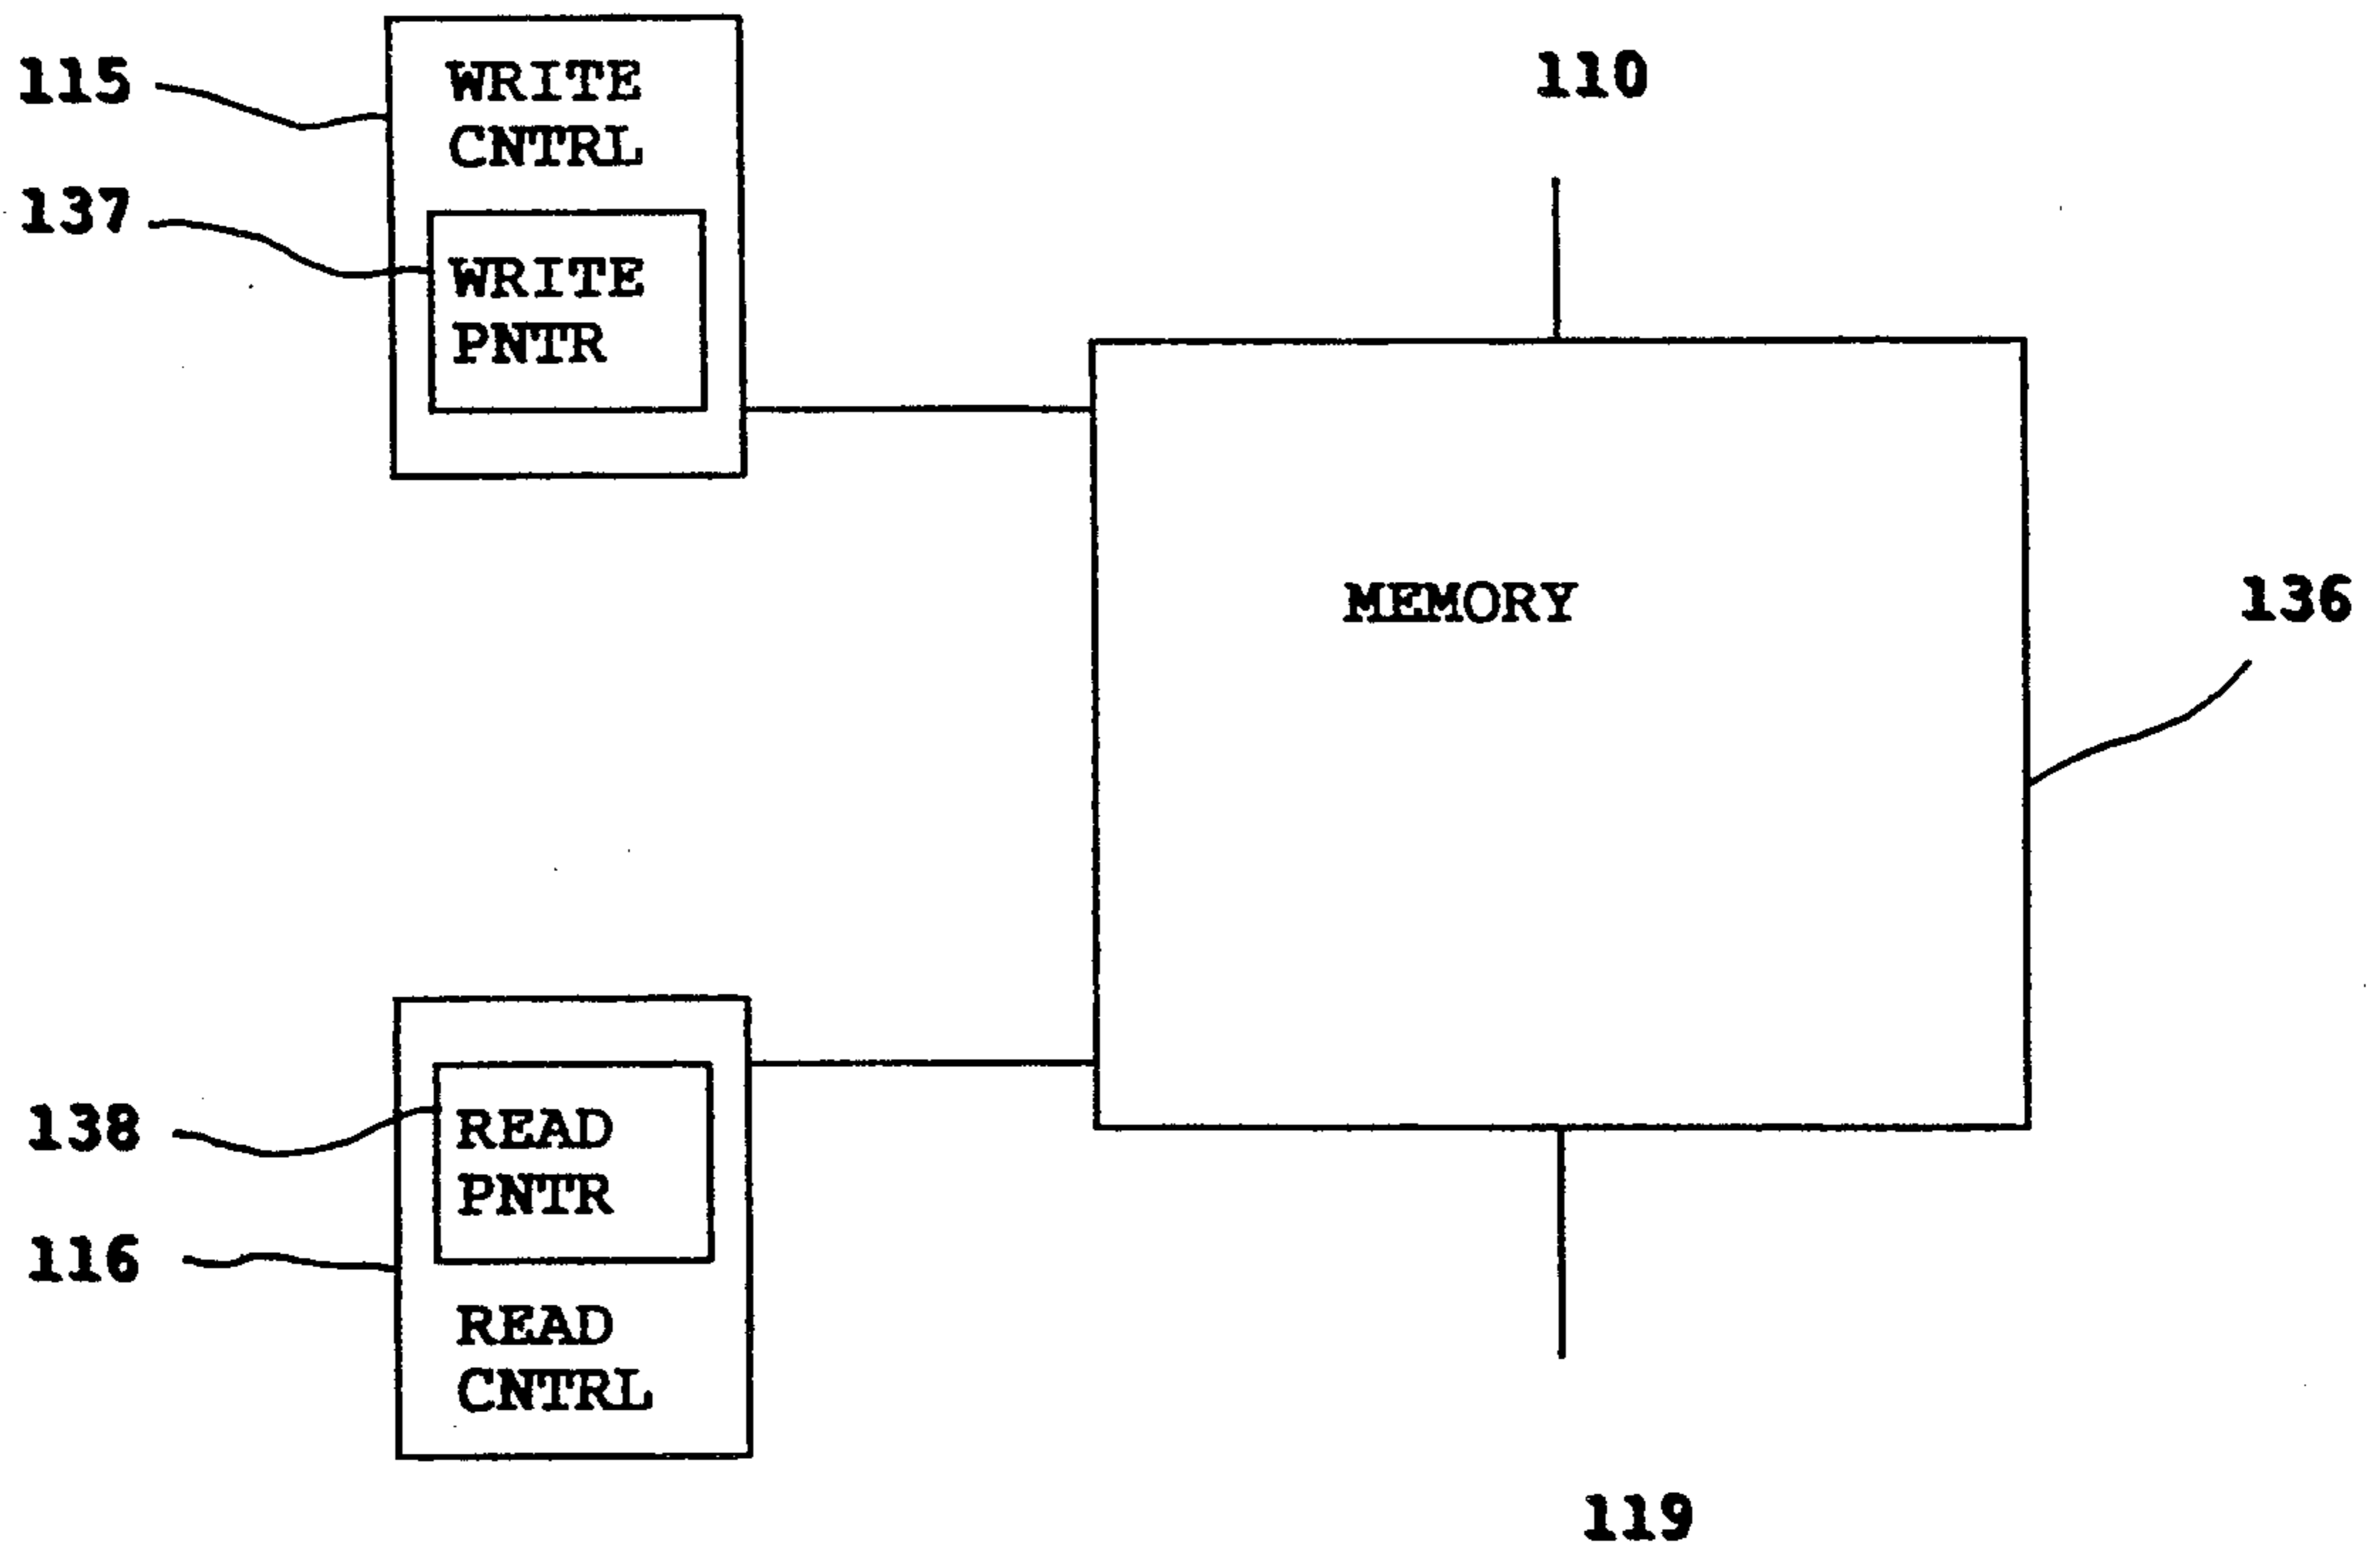 115
WRITE
CNTRL
137
WRITE
PNTR
110
MEMORY
136
138
READ
PNTR
116
READ
CNTRL
119